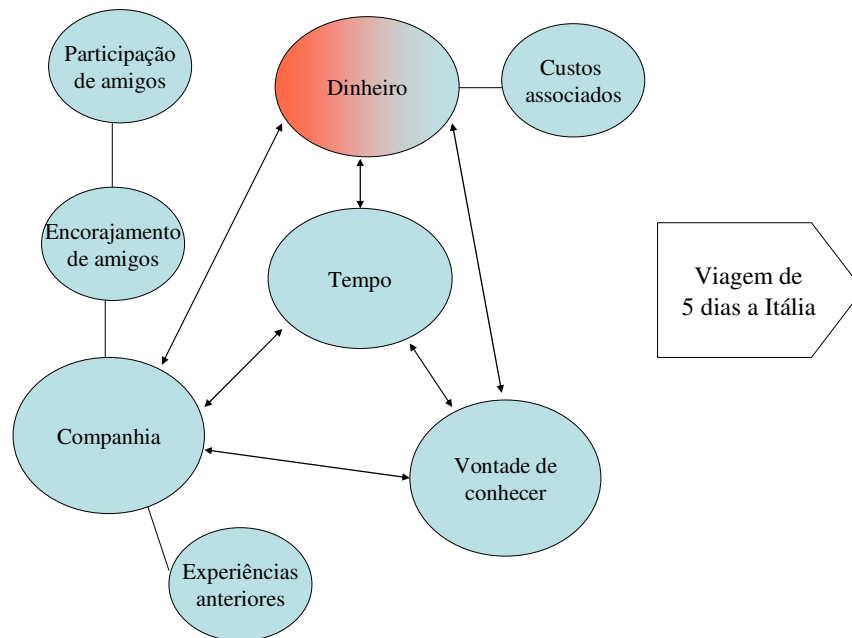 Participação
de amigos
Dinheiro
Custos
associados
Encorajamento
de amigos
Tempo
Viagem de
5 dias a Itália
Companhia
Vontade de
conhecer
Experiências
anteriores